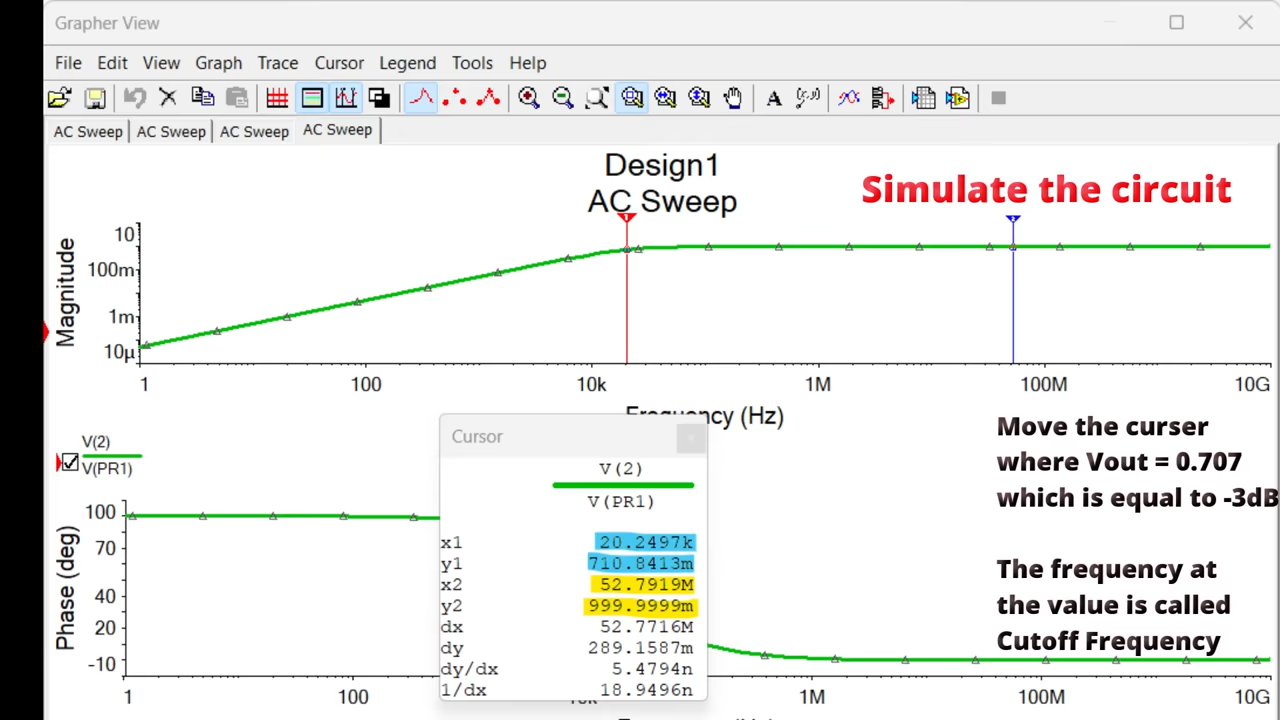 Grapher View
File Edit View Graph Trace Cursor Legend Tools Help
AC Sweep AC Sweep AC Sweep AC Sweep
Design1
AC Sweep
Simulate the circuit
1 2
Magnitude
10
100m
1m
10µ
1 100 10k 1M 100M 10G
Frequency (Hz)
V(2)
V(PR1)
Phase (deg)
100
70
40
20
-10
1 100 10k 1M 100M 10G
Cursor
V(2)
V(PR1)
x1 20.2497k
y1 710.8413m
x2 52.7919M
y2 999.9999m
dx 52.7716M
dy 289.1587m
dy/dx 5.4794n
1/dx 18.9496n
Move the curser
where Vout = 0.707
which is equal to -3dB
The frequency at
the value is called
Cutoff Frequency